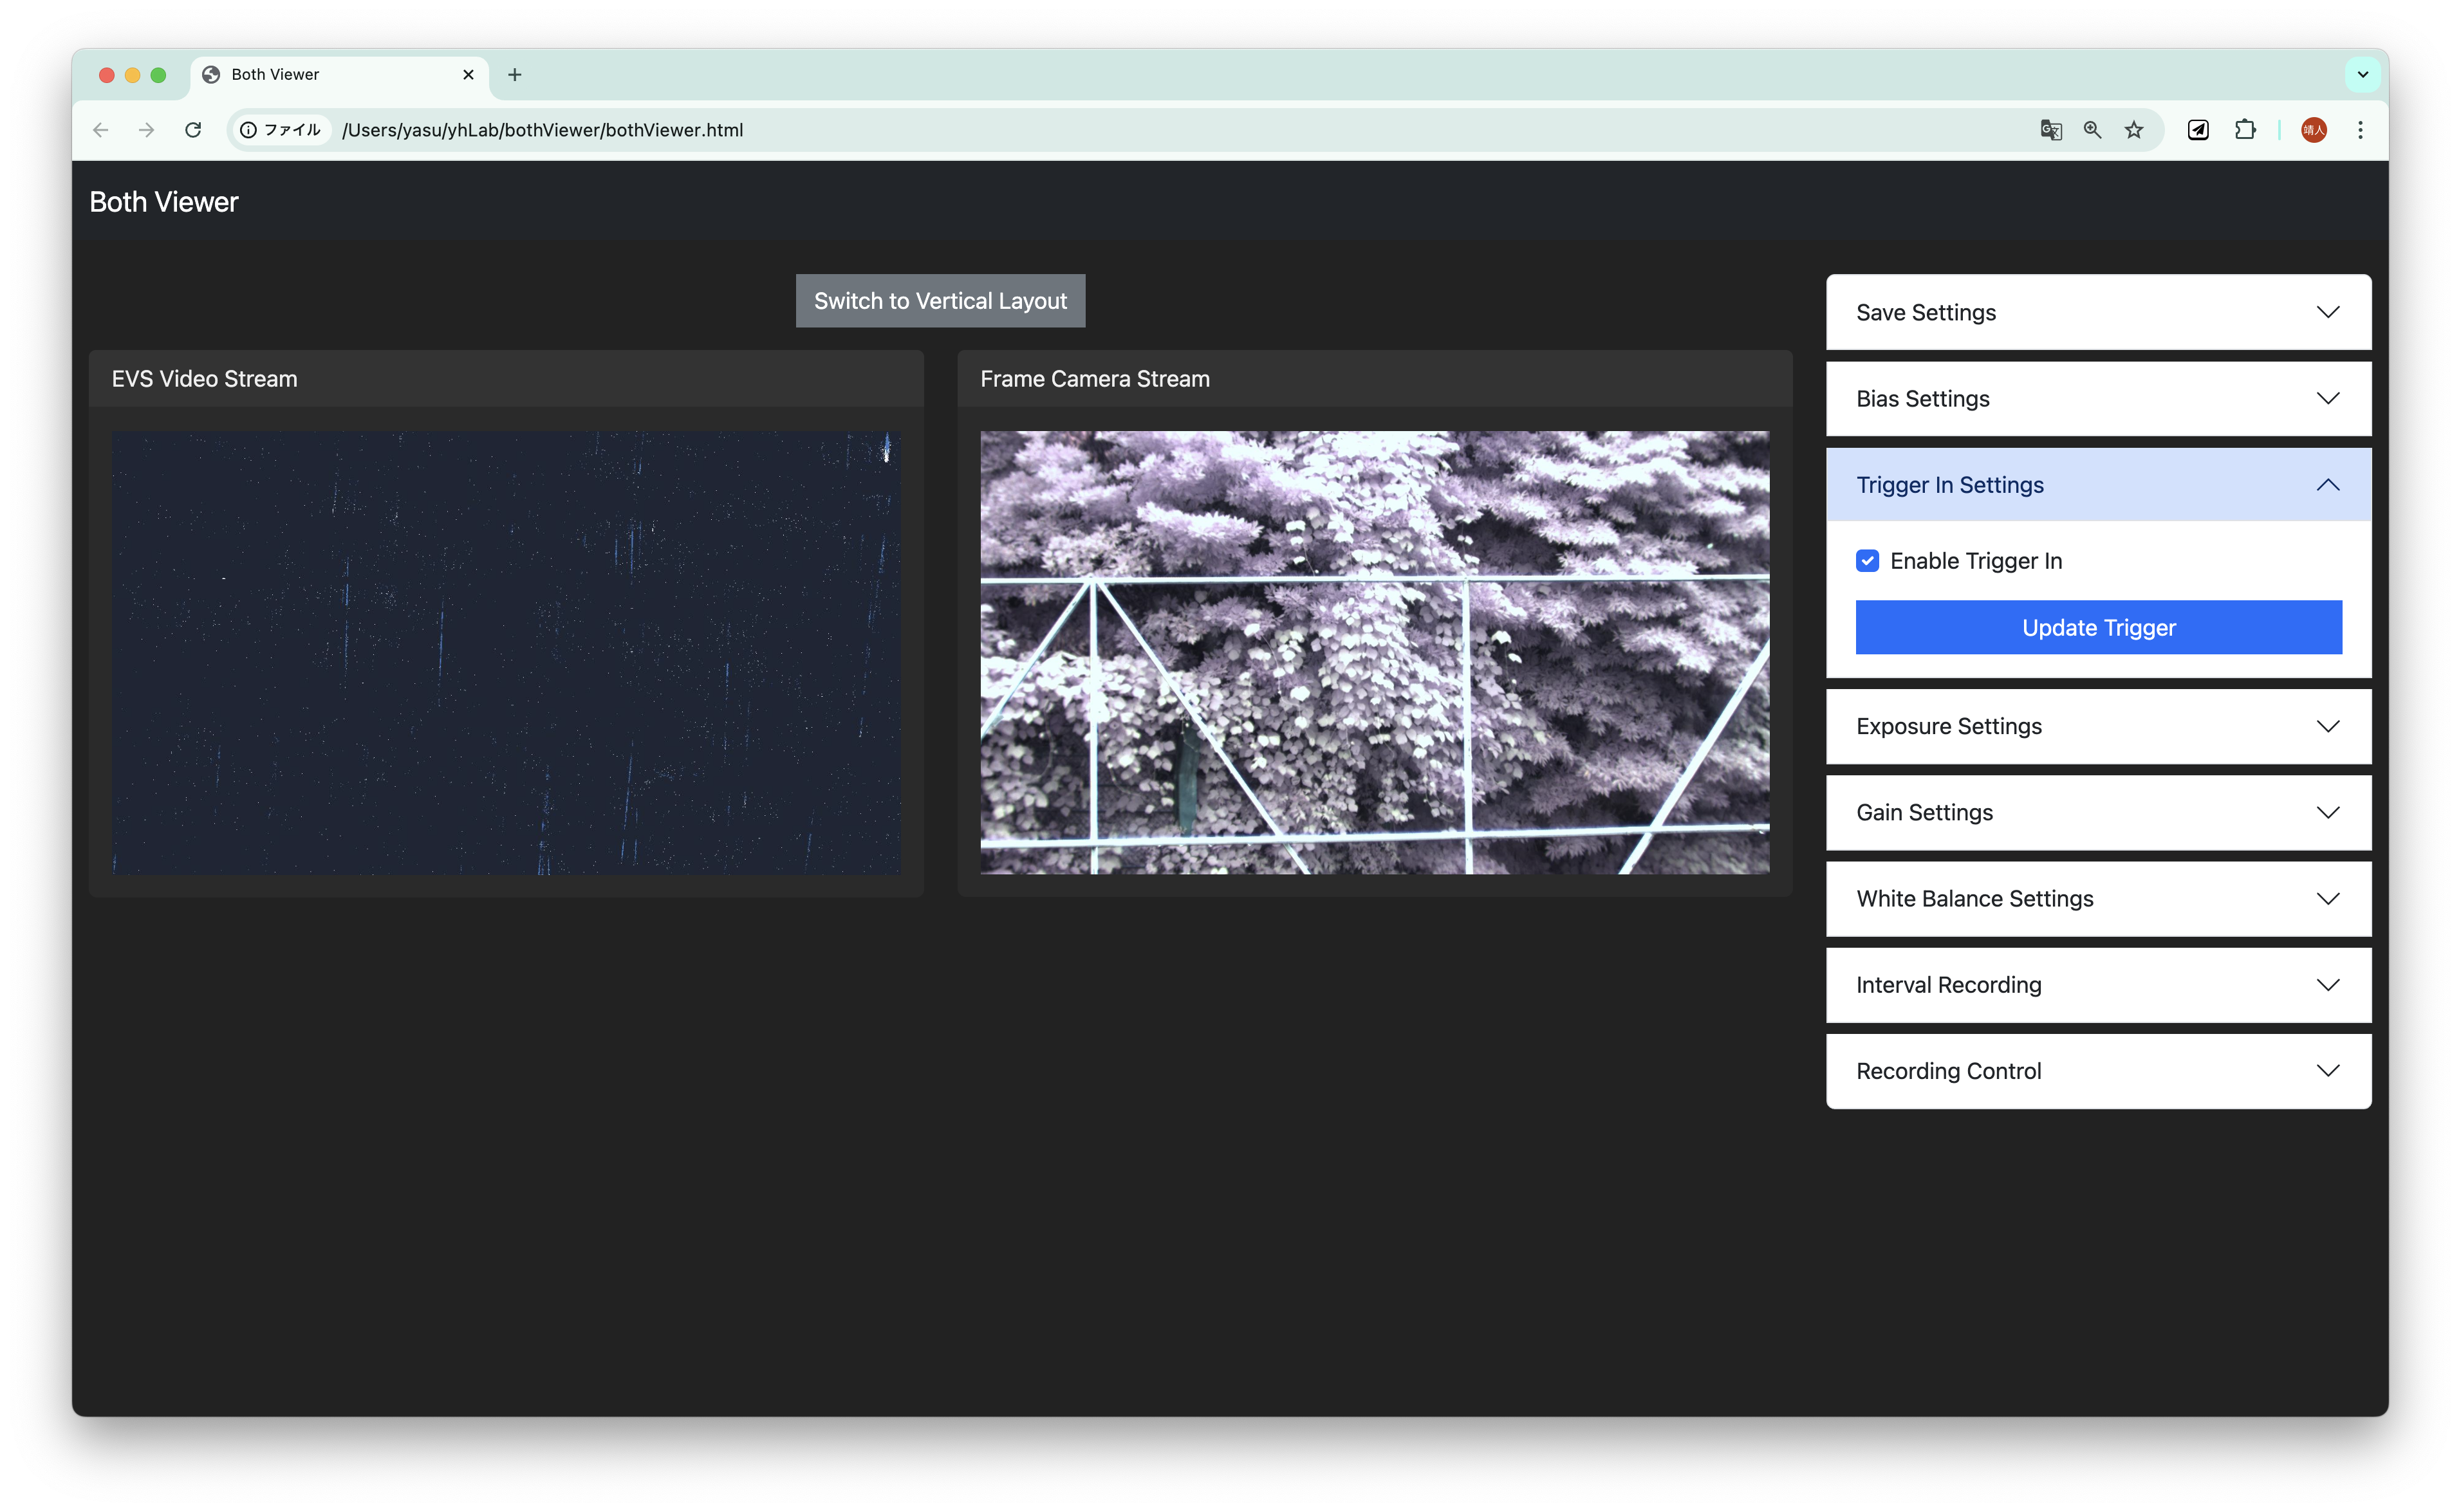 Both Viewer
ファイル
/Users/yasu/yhLab/bothViewer/bothViewer.html
靖人
Both Viewer
Switch to Vertical Layout
EVS Video Stream
Frame Camera Stream
Save Settings
Bias Settings
Trigger In Settings
Enable Trigger In
Update Trigger
Exposure Settings
Gain Settings
White Balance Settings
Interval Recording
Recording Control